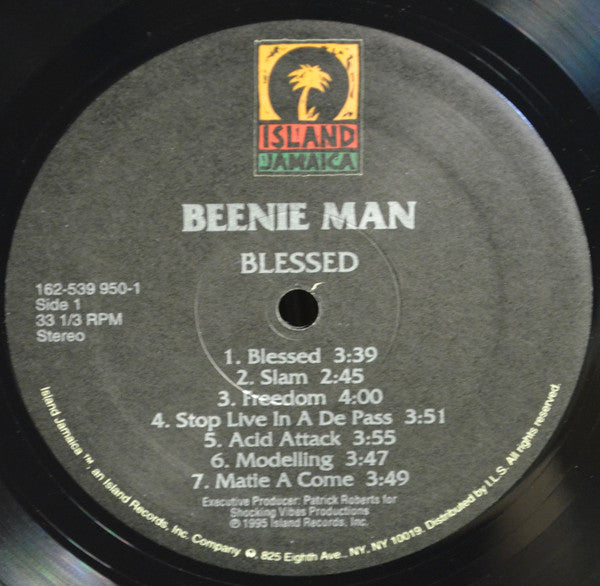 ISLAND
JAMAICA
BEENIE MAN
BLESSED
162-539 950-1
Side 1
33 1/3 RPM
Stereo
1. Blessed 3:39
2. Slam 2:45
3. Freedom 4:00
4. Stop Live In A De Pass 3:51
5. Acid Attack 3:55
6. Modelling 3:47
7. Matie A Come 3:49
Executive Producer: Patrick Roberts for
Shocking Vibes Productions
© 1995 Island Records, Inc.
Island Jamaica ™, an Island Records, Inc. Company ℗, 825 Eighth Ave., NY, NY 10019. Distributed by I.L.S. All rights reserved.